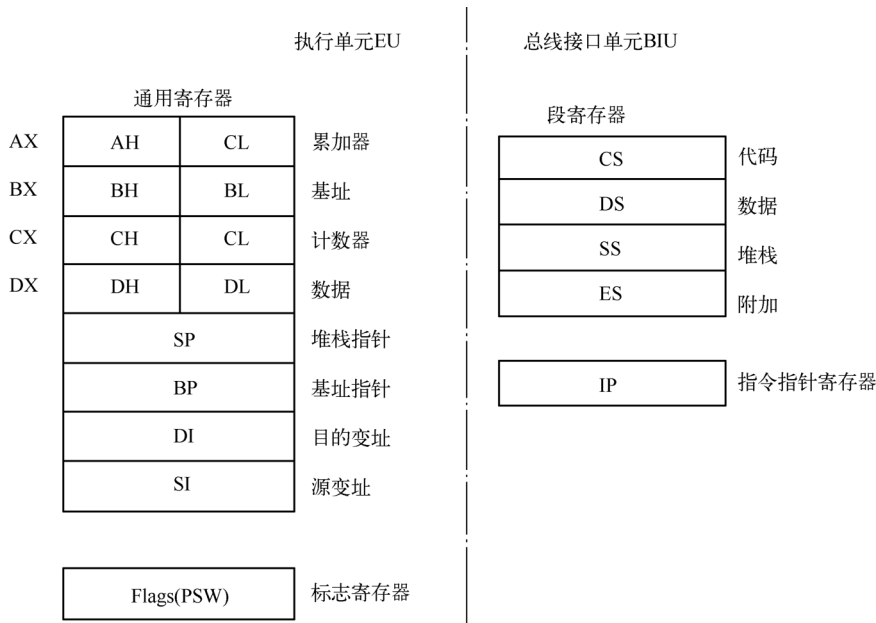 执行单元EU
总线接口单元BIU
通用寄存器
AX AH CL 累加器
BX BH BL 基址
CX CH CL 计数器
DX DH DL 数据
SP 堆栈指针
BP 基址指针
DI 目的变址
SI 源变址
Flags(PSW) 标志寄存器
段寄存器
CS 代码
DS 数据
SS 堆栈
ES 附加
IP 指令指针寄存器